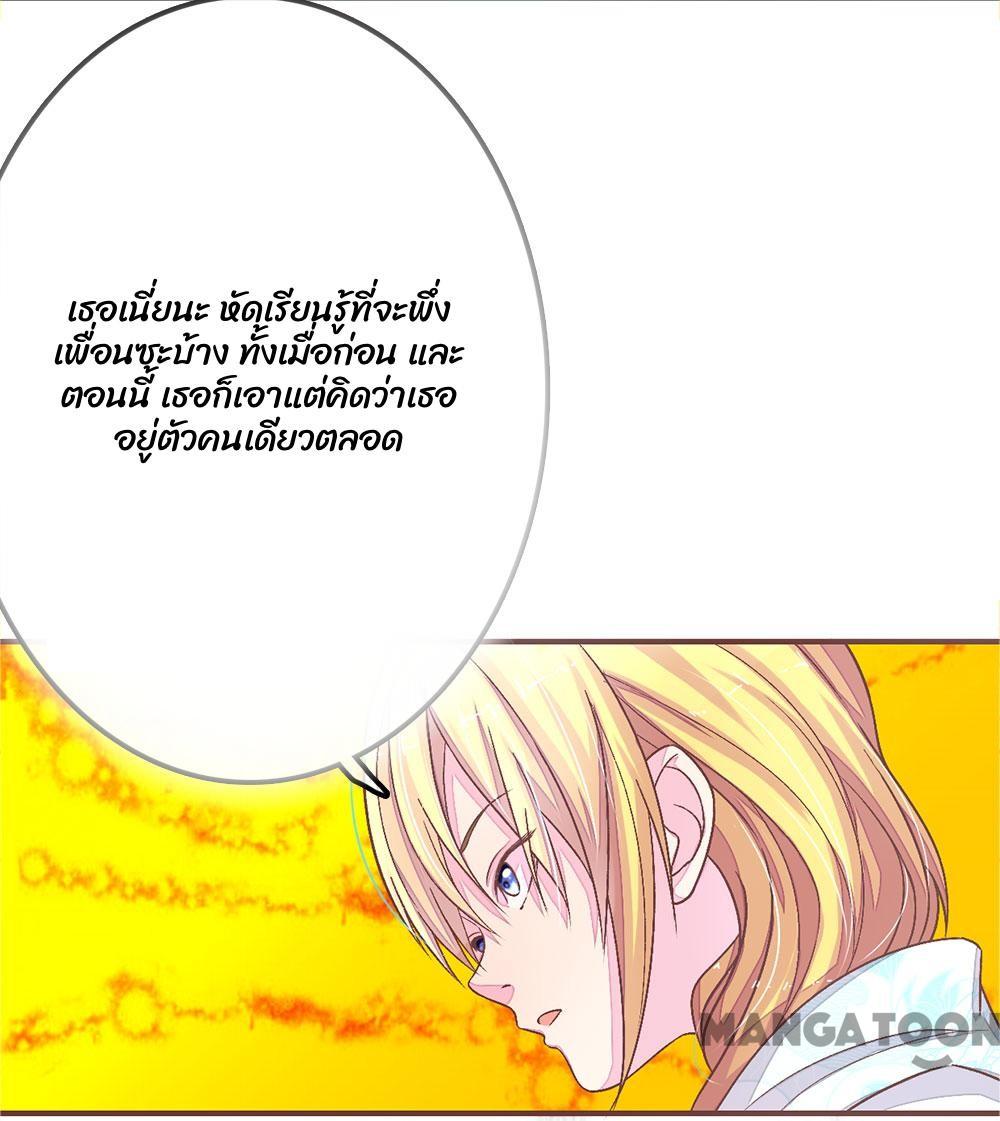 เธอเนี่ยนะ หัดเรียนรู้ที่จะพึ่ง
เพื่อนซะบ้าง ทั้งเมื่อก่อน และ
ตอนนี้ เธอก็เอาแต่คิดว่าเธอ
อยู่ตัวคนเดียวตลอด
MANGATOON